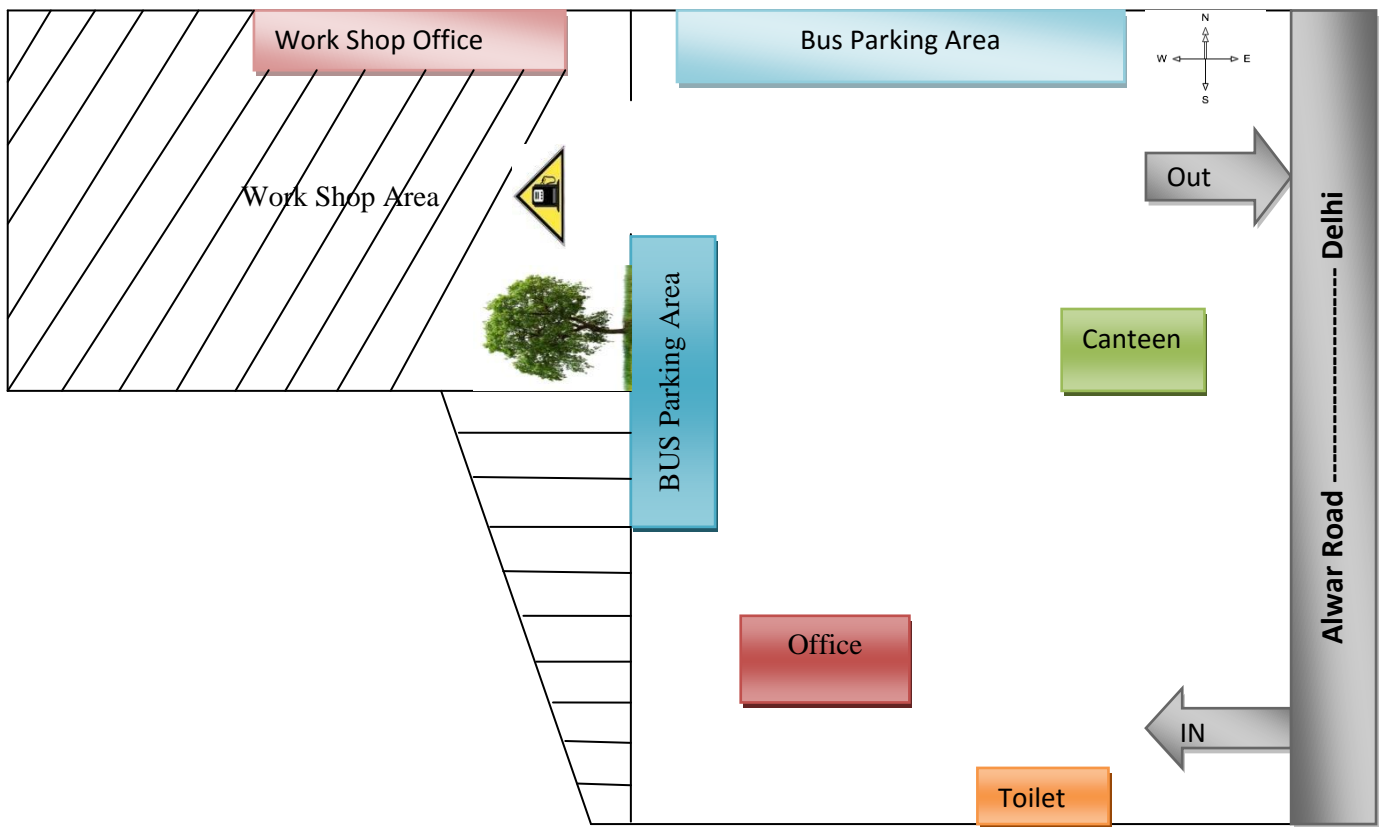 Work Shop Office
Bus Parking Area
N
W
E
S
Work Shop Area
Out
BUS Parking Area
Canteen
Alwar Road ----------------------------- Delhi
Office
IN
Toilet